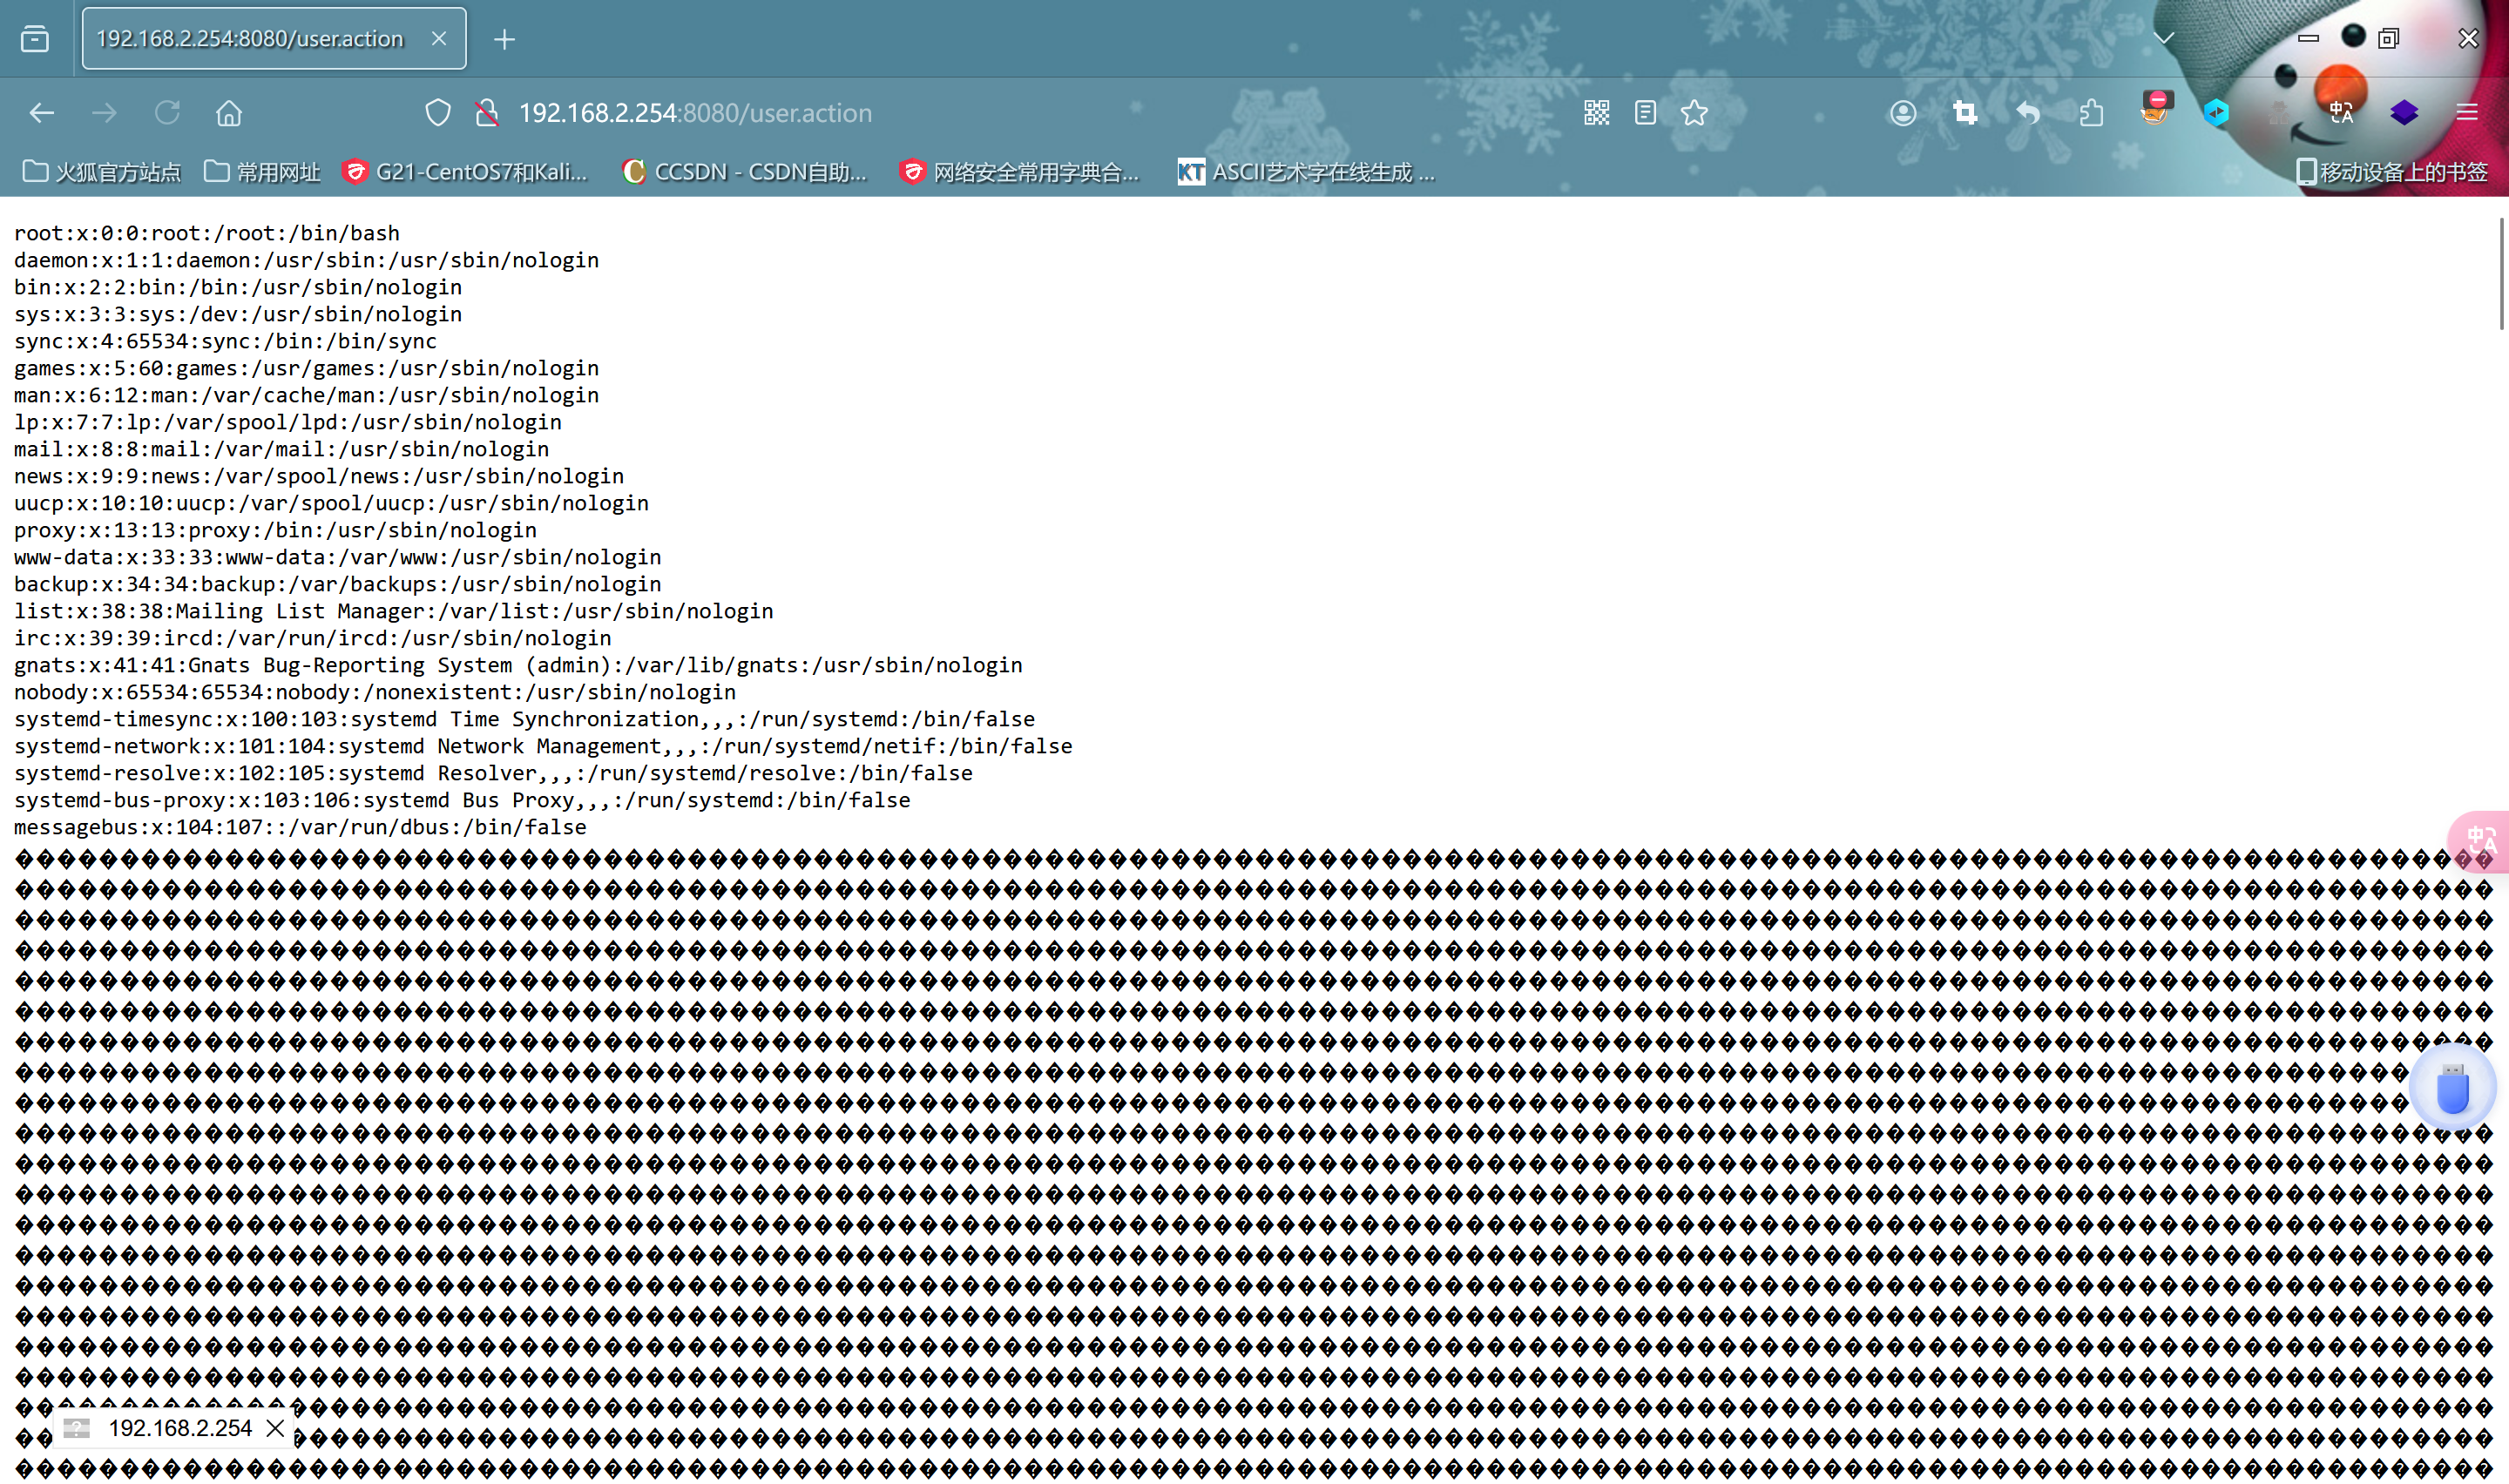 192.168.2.254:8080/user.action
192.168.2.254:8080/user.action
火狐官方站点 常用网址 G21-CentOS7和Kali... CCSDN - CSDN自助... 网络安全常用字典合... KT ASCII艺术字在线生成 ... 移动设备上的书签
root:x:0:0:root:/root:/bin/bash
daemon:x:1:1:daemon:/usr/sbin:/usr/sbin/nologin
bin:x:2:2:bin:/bin:/usr/sbin/nologin
sys:x:3:3:sys:/dev:/usr/sbin/nologin
sync:x:4:65534:sync:/bin:/bin/sync
games:x:5:60:games:/usr/games:/usr/sbin/nologin
man:x:6:12:man:/var/cache/man:/usr/sbin/nologin
lp:x:7:7:lp:/var/spool/lpd:/usr/sbin/nologin
mail:x:8:8:mail:/var/mail:/usr/sbin/nologin
news:x:9:9:news:/var/spool/news:/usr/sbin/nologin
uucp:x:10:10:uucp:/var/spool/uucp:/usr/sbin/nologin
proxy:x:13:13:proxy:/bin:/usr/sbin/nologin
www-data:x:33:33:www-data:/var/www:/usr/sbin/nologin
backup:x:34:34:backup:/var/backups:/usr/sbin/nologin
list:x:38:38:Mailing List Manager:/var/list:/usr/sbin/nologin
irc:x:39:39:ircd:/var/run/ircd:/usr/sbin/nologin
gnats:x:41:41:Gnats Bug-Reporting System (admin):/var/lib/gnats:/usr/sbin/nologin
nobody:x:65534:65534:nobody:/nonexistent:/usr/sbin/nologin
systemd-timesync:x:100:103:systemd Time Synchronization,,,:/run/systemd:/bin/false
systemd-network:x:101:104:systemd Network Management,,,:/run/systemd/netif:/bin/false
systemd-resolve:x:102:105:systemd Resolver,,,:/run/systemd/resolve:/bin/false
systemd-bus-proxy:x:103:106:systemd Bus Proxy,,,:/run/systemd:/bin/false
messagebus:x:104:107::/var/run/dbus:/bin/false
192.168.2.254